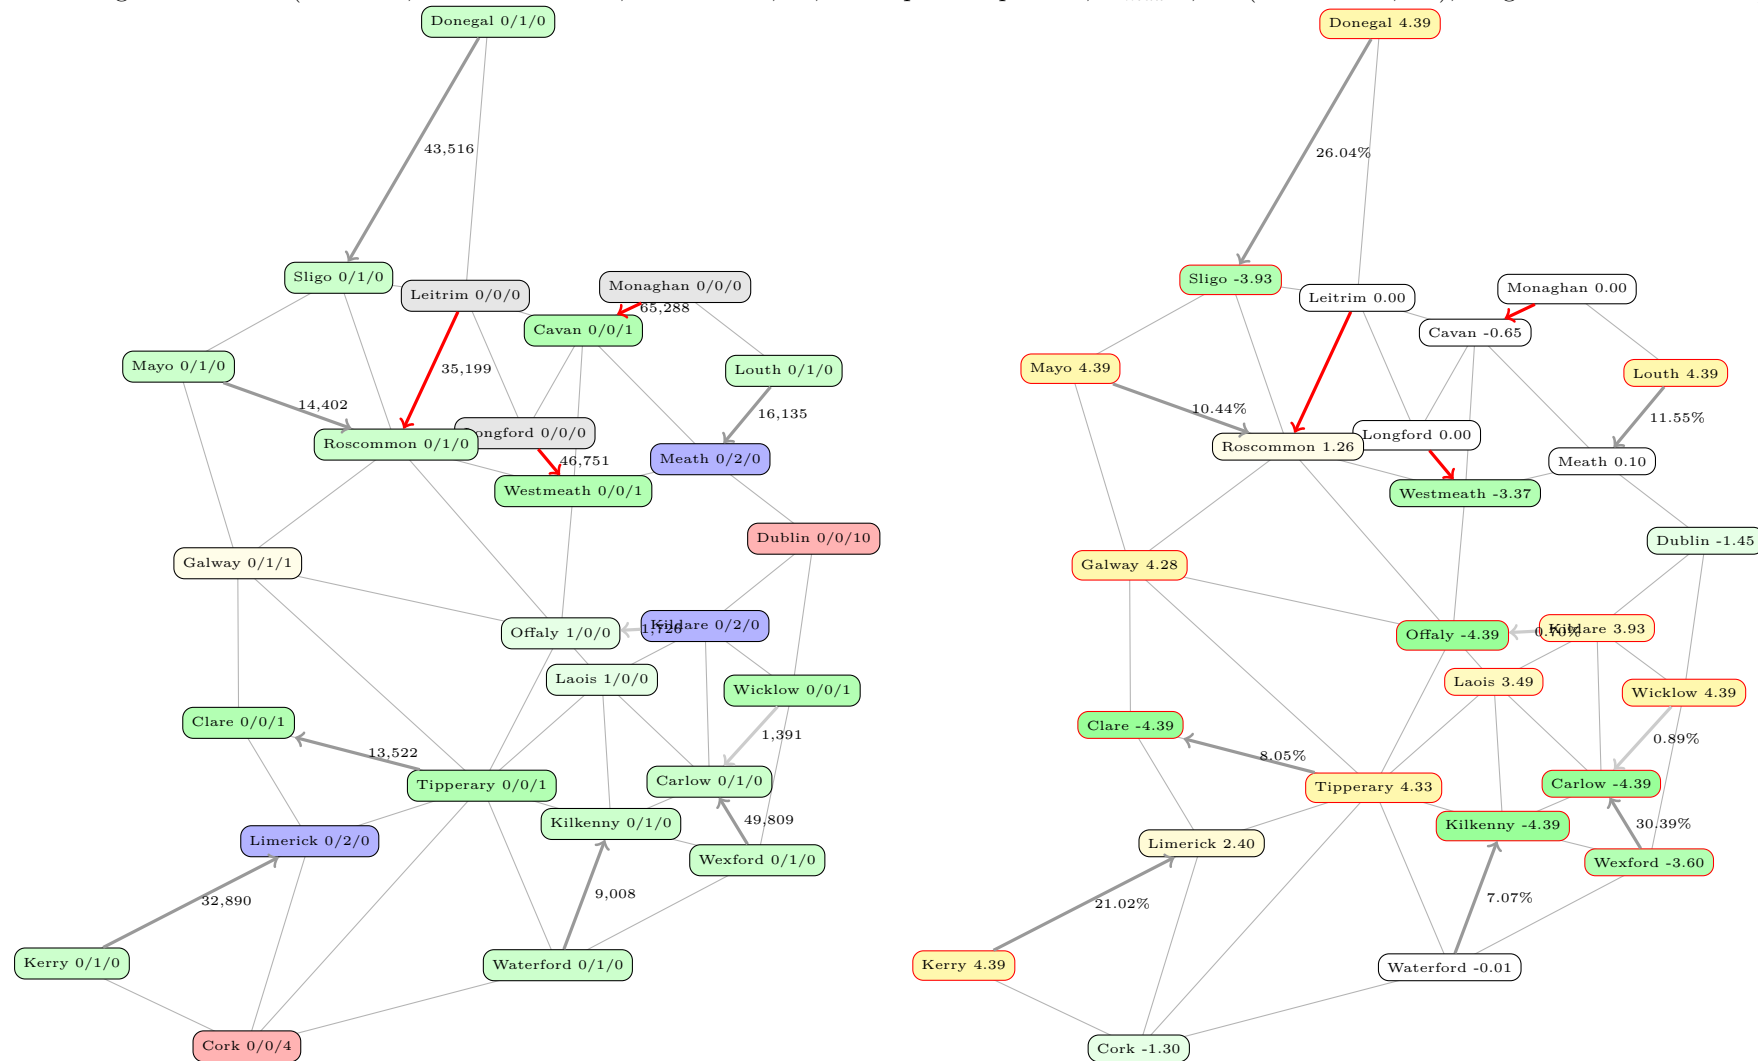 Donegal 0/1/0
43,516
Sligo 0/1/0
Leitrim 0/0/0
Monaghan 0/0/0
65,288
Cavan 0/0/1
Mayo 0/1/0
35,199
Louth 0/1/0
14,402
16,135
Roscommon 0/1/0
Longford 0/0/0
46,751
Meath 0/2/0
Westmeath 0/0/1
Dublin 0/0/10
Galway 0/1/1
Offaly 1/0/0
1,726
Kildare 0/2/0
Laois 1/0/0
Wicklow 0/0/1
Clare 0/0/1
13,522
1,391
Tipperary 0/0/1
Carlow 0/1/0
Kilkenny 0/1/0
49,809
Limerick 0/2/0
Wexford 0/1/0
32,890
9,008
Kerry 0/1/0
Waterford 0/1/0
Cork 0/0/4
Donegal 4.39
26.04%
Sligo -3.93
Leitrim 0.00
Monaghan 0.00
Cavan -0.65
Mayo 4.39
Louth 4.39
10.44%
11.55%
Roscommon 1.26
Longford 0.00
Meath 0.10
Westmeath -3.37
Dublin -1.45
Galway 4.28
Offaly -4.39
0.70%
Kildare 3.93
Laois 3.49
Wicklow 4.39
Clare -4.39
8.05%
0.89%
Tipperary 4.33
Carlow -4.39
Kilkenny -4.39
30.39%
Limerick 2.40
Wexford -3.60
21.02%
7.07%
Kerry 4.39
Waterford -0.01
Cork -1.30